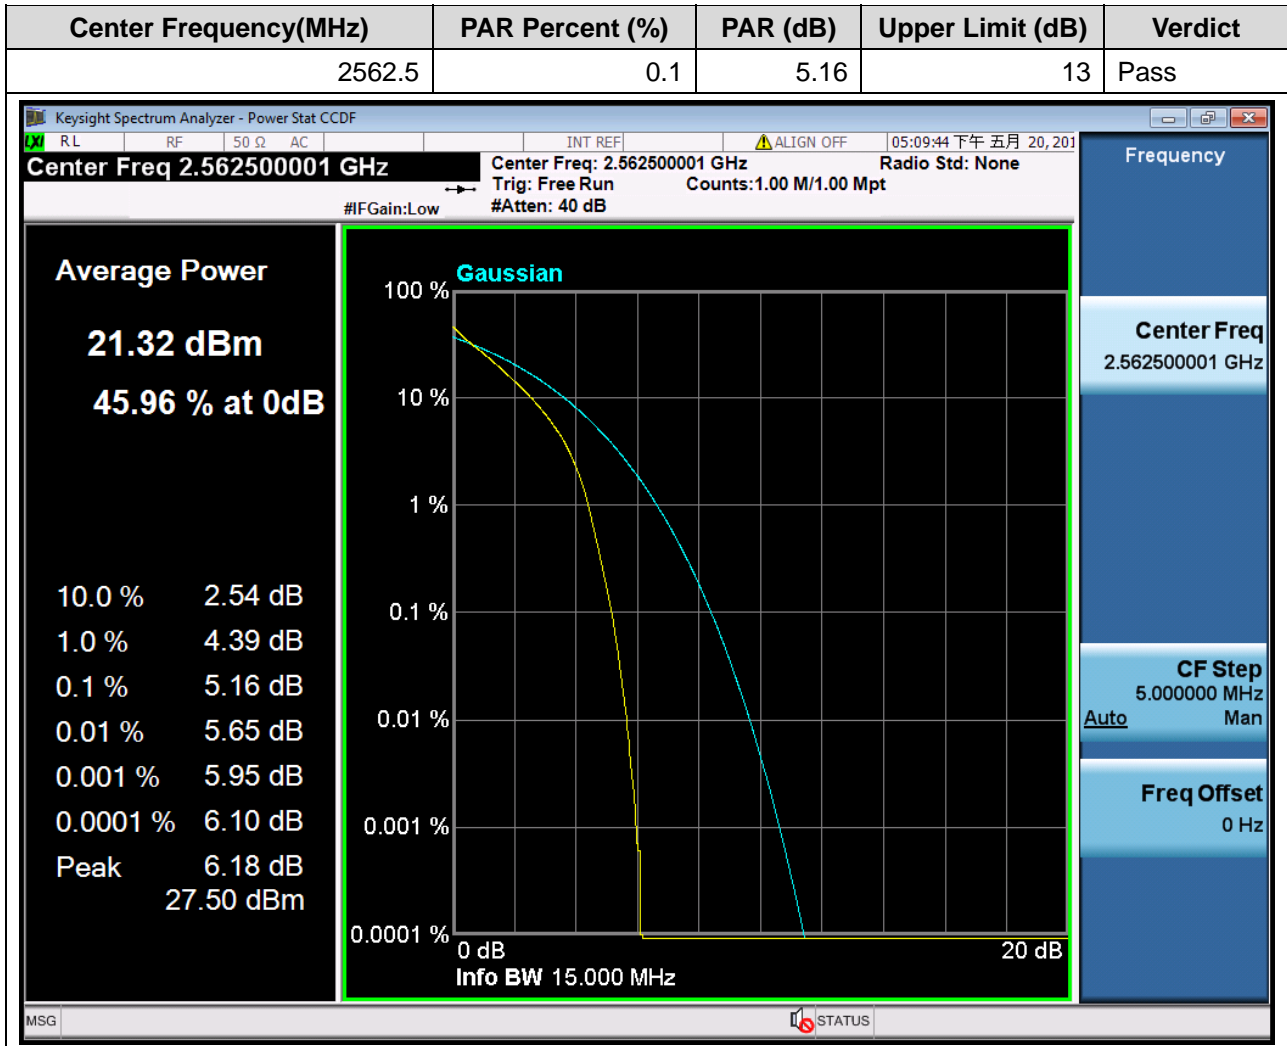 Center Frequency(MHz) PAR Percent (%) PAR (dB) Upper Limit (dB) Verdict
2562.5 0.1 5.16 13 Pass
Keysight Spectrum Analyzer - Power Stat CCDF
LXI RL RF 50 Ω AC INT REF ALIGN OFF 05:09:44 下午 五月 20, 201
Center Freq 2.562500001 GHz
Center Freq: 2.562500001 GHz Radio Std: None
Trig: Free Run Counts:1.00 M/1.00 Mpt
#IFGain:Low #Atten: 40 dB
Average Power
21.32 dBm
45.96 % at 0dB
10.0 % 2.54 dB
1.0 % 4.39 dB
0.1 % 5.16 dB
0.01 % 5.65 dB
0.001 % 5.95 dB
0.0001 % 6.10 dB
Peak 6.18 dB
27.50 dBm
Gaussian
100 %
10 %
1 %
0.1 %
0.01 %
0.001 %
0.0001 %
0 dB 20 dB
Info BW 15.000 MHz
Frequency
Center Freq
2.562500001 GHz
CF Step
5.000000 MHz
Auto Man
Freq Offset
0 Hz
MSG STATUS